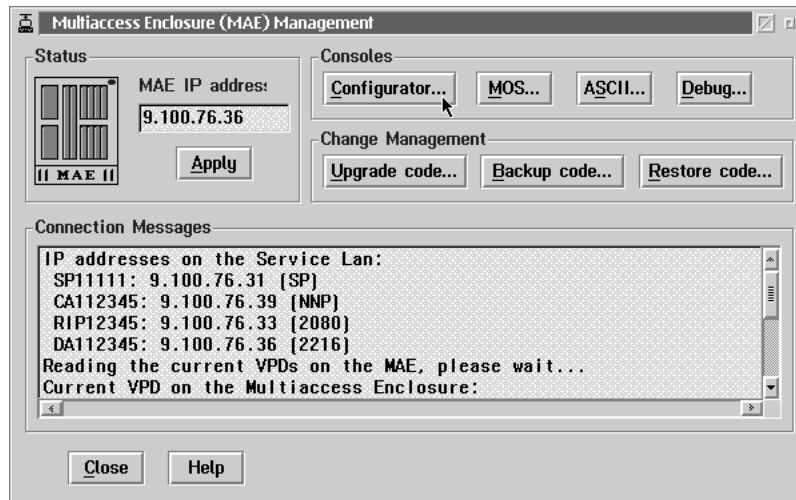 Multiaccess Enclosure (MAE) Management
Status
MAE IP address
9.100.76.36
Apply
II MAE II
Consoles
Configurator...
MOS...
ASCII...
Debug...
Change Management
Upgrade code...
Backup code...
Restore code...
Connection Messages
IP addresses on the Service Lan:
SP11111: 9.100.76.31 (SP)
CA112345: 9.100.76.39 (NNP)
RIP12345: 9.100.76.33 (2080)
DA112345: 9.100.76.36 (2216)
Reading the current VPDs on the MAE, please wait...
Current VPD on the Multiaccess Enclosure:
Close
Help